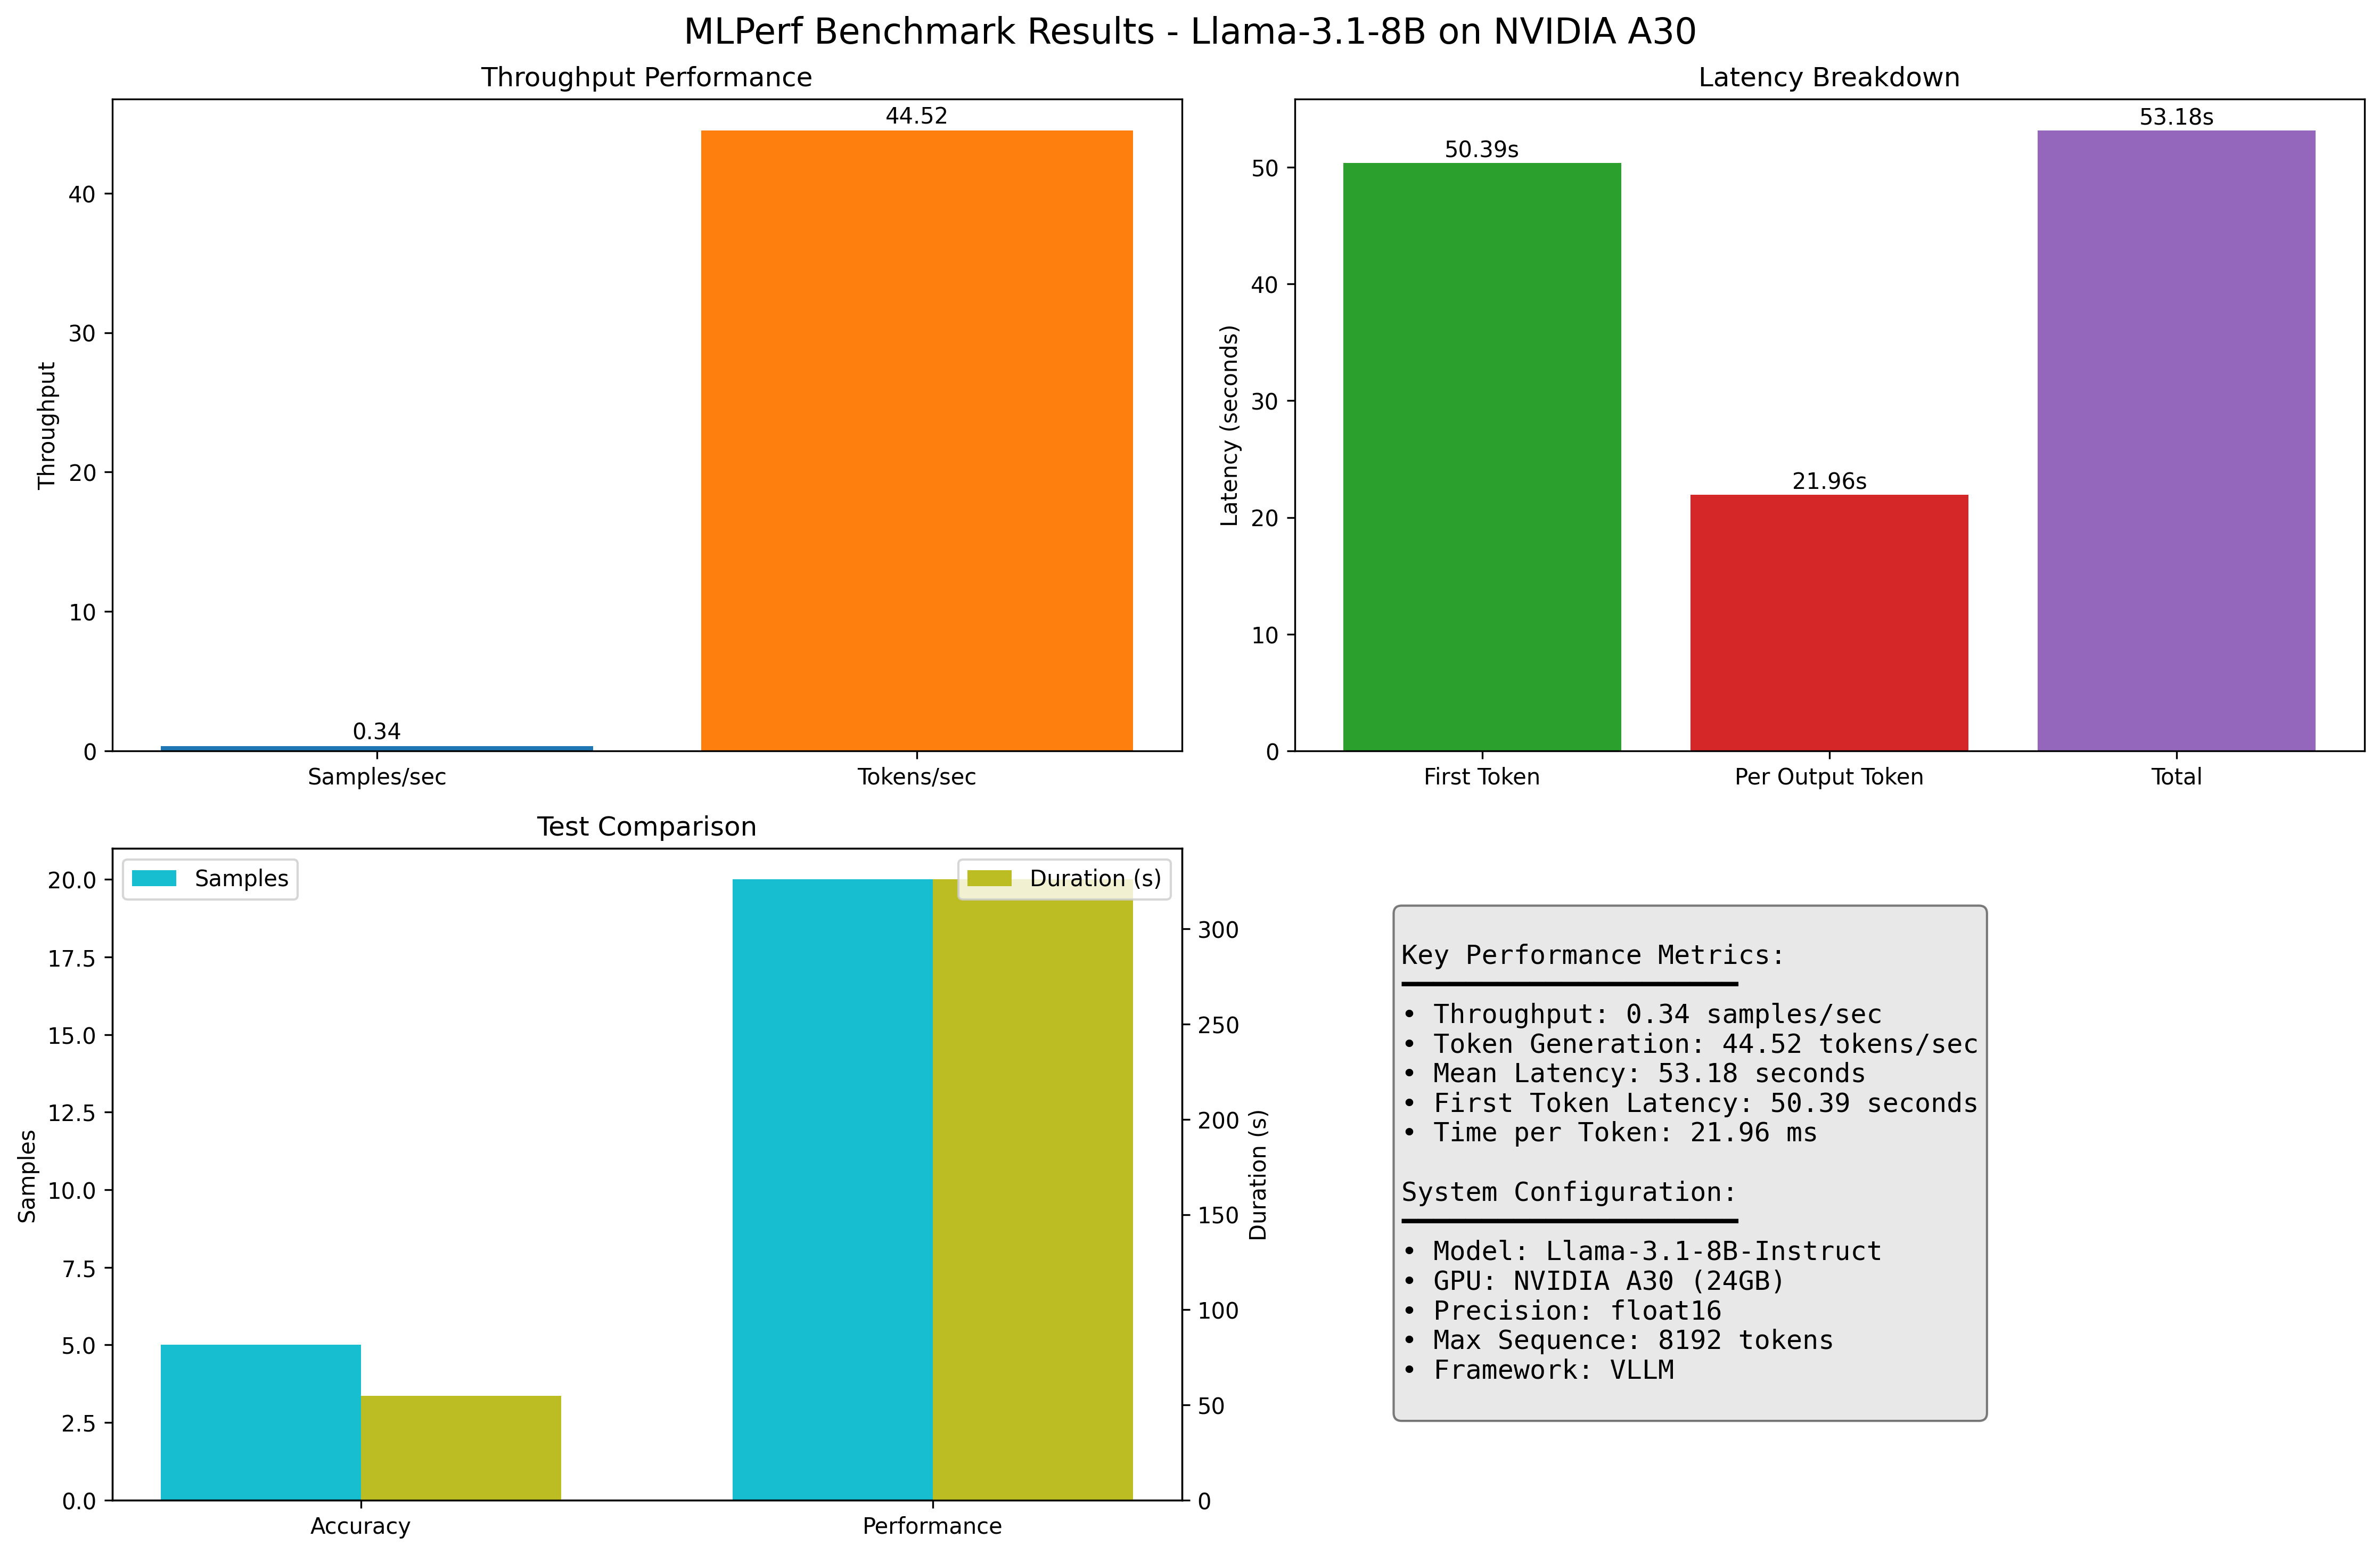 MLPerf Benchmark Results - Llama-3.1-8B on NVIDIA A30
Throughput Performance
44.52
40
30
20
10
0
Throughput
0.34
Samples/sec
Tokens/sec
Latency Breakdown
53.18s
50.39s
21.96s
50
40
30
20
10
0
Latency (seconds)
First Token
Per Output Token
Total
Test Comparison
Samples
Duration (s)
20.0
17.5
15.0
12.5
10.0
7.5
5.0
2.5
0.0
Samples
300
250
200
150
100
50
0
Duration (s)
Accuracy
Performance
Key Performance Metrics:
• Throughput: 0.34 samples/sec
• Token Generation: 44.52 tokens/sec
• Mean Latency: 53.18 seconds
• First Token Latency: 50.39 seconds
• Time per Token: 21.96 ms
System Configuration:
• Model: Llama-3.1-8B-Instruct
• GPU: NVIDIA A30 (24GB)
• Precision: float16
• Max Sequence: 8192 tokens
• Framework: VLLM